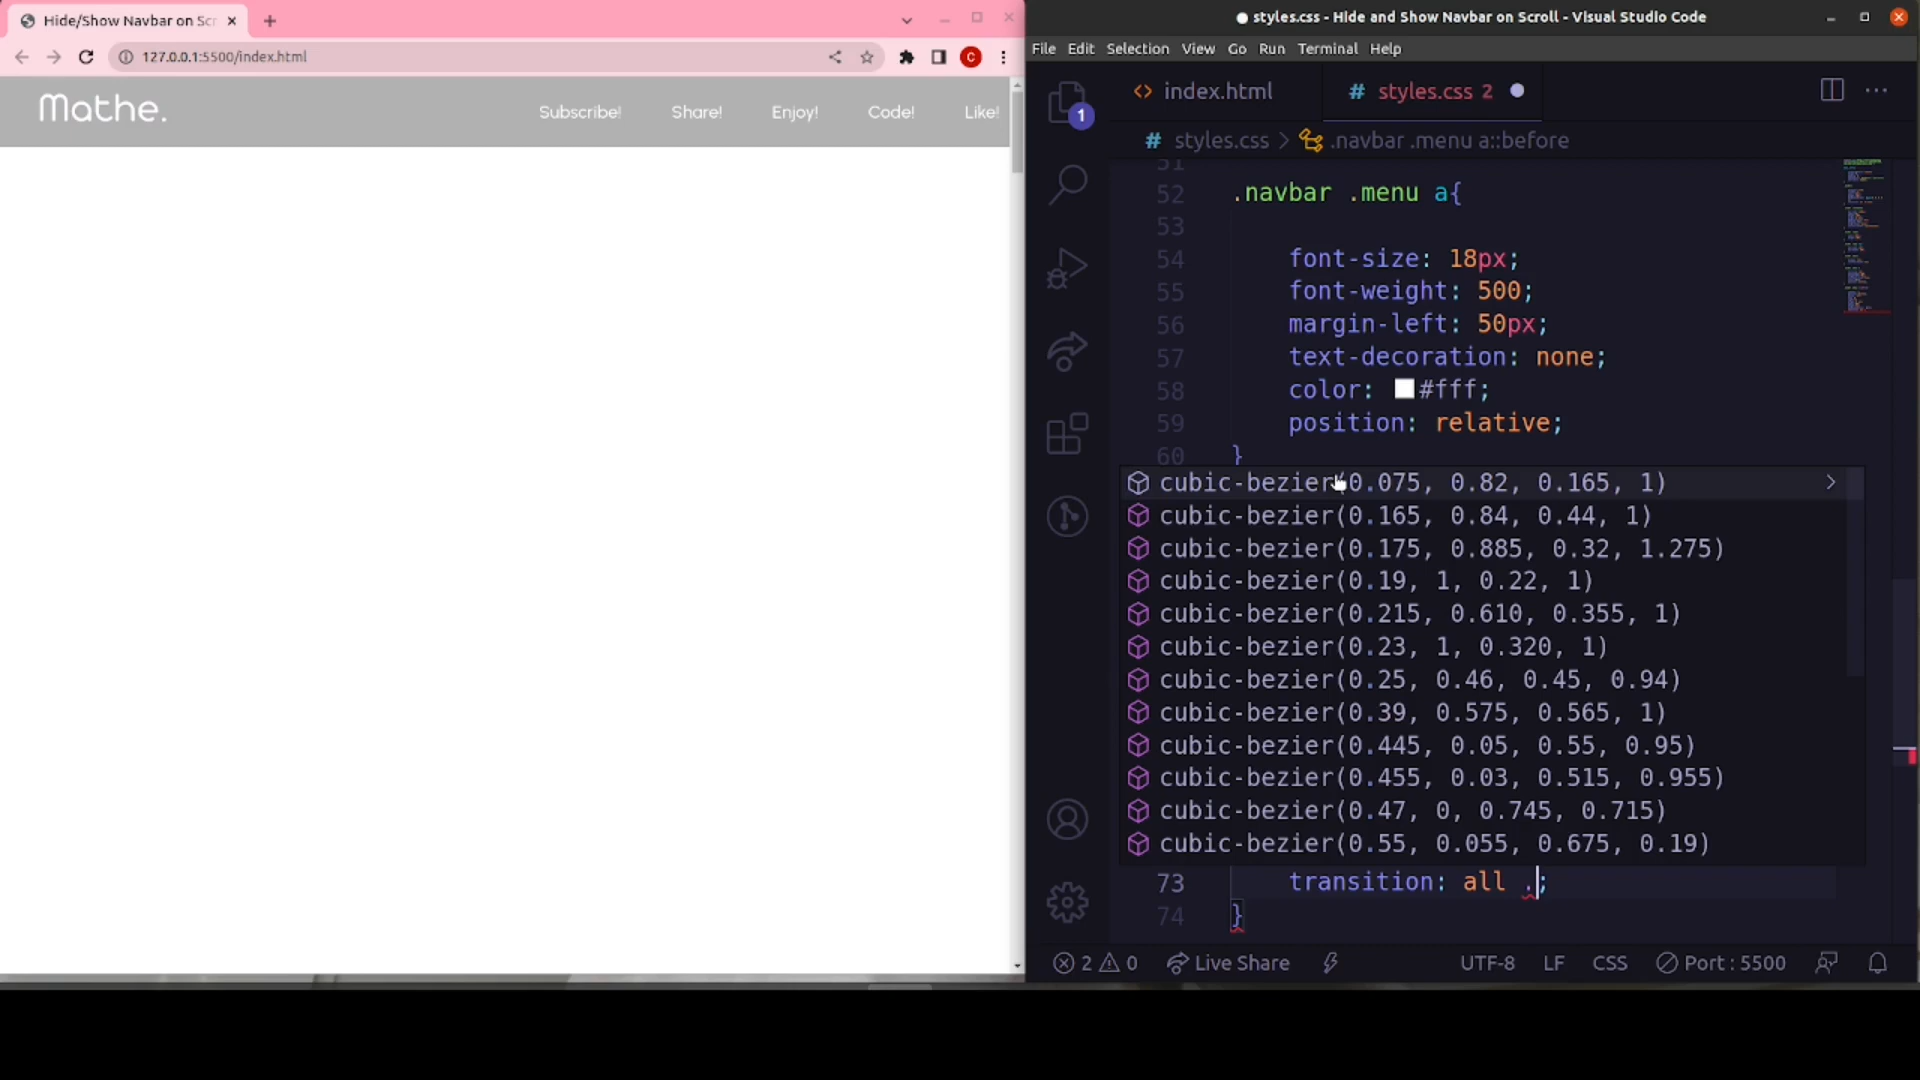 Hide/Show Navbar on Scr
127.0.0.1:5500/index.html
C
Mathe.
Subscribe! Share! Enjoy! Code! Like!
styles.css - Hide and Show Navbar on Scroll - Visual Studio Code
File Edit Selection View Go Run Terminal Help
1
<> index.html
# styles.css 2
# styles.css > .navbar .menu a::before
51
52 .navbar .menu a{
53
54 font-size: 18px;
55 font-weight: 500;
56 margin-left: 50px;
57 text-decoration: none;
58 color: #fff;
59 position: relative;
60 }
cubic-bezier(0.075, 0.82, 0.165, 1)
cubic-bezier(0.165, 0.84, 0.44, 1)
cubic-bezier(0.175, 0.885, 0.32, 1.275)
cubic-bezier(0.19, 1, 0.22, 1)
cubic-bezier(0.215, 0.610, 0.355, 1)
cubic-bezier(0.23, 1, 0.320, 1)
cubic-bezier(0.25, 0.46, 0.45, 0.94)
cubic-bezier(0.39, 0.575, 0.565, 1)
cubic-bezier(0.445, 0.05, 0.55, 0.95)
cubic-bezier(0.455, 0.03, 0.515, 0.955)
cubic-bezier(0.47, 0, 0.745, 0.715)
cubic-bezier(0.55, 0.055, 0.675, 0.19)
73 transition: all .;
74 }
2 0 Live Share UTF-8 LF CSS Port : 5500